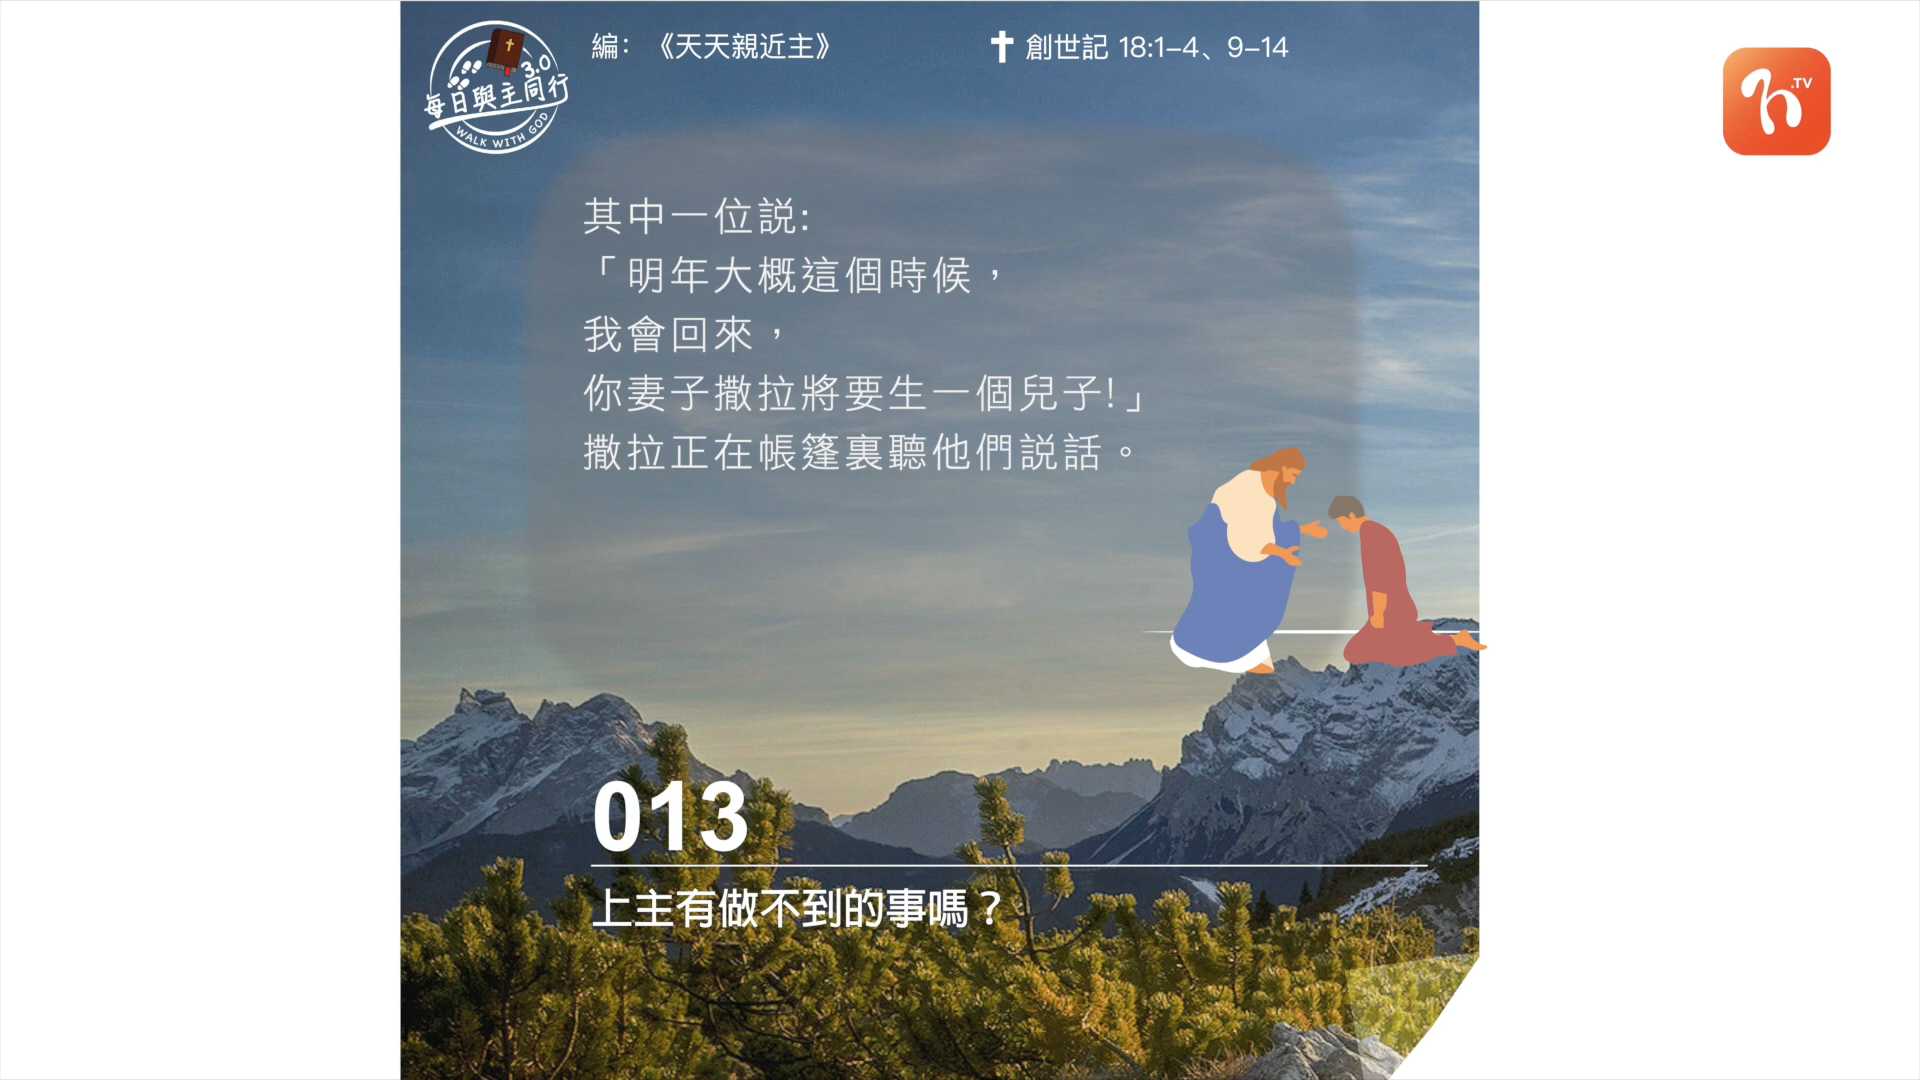 3.0
每日與主同行
WALK WITH GOD
編：《天天親近主》
創世記 18:1–4、9–14
.TV
其中一位説:
「明年大概這個時候，
我會回來，
你妻子撒拉將要生一個兒子!」
撒拉正在帳篷裏聽他們説話。
013
上主有做不到的事嗎？